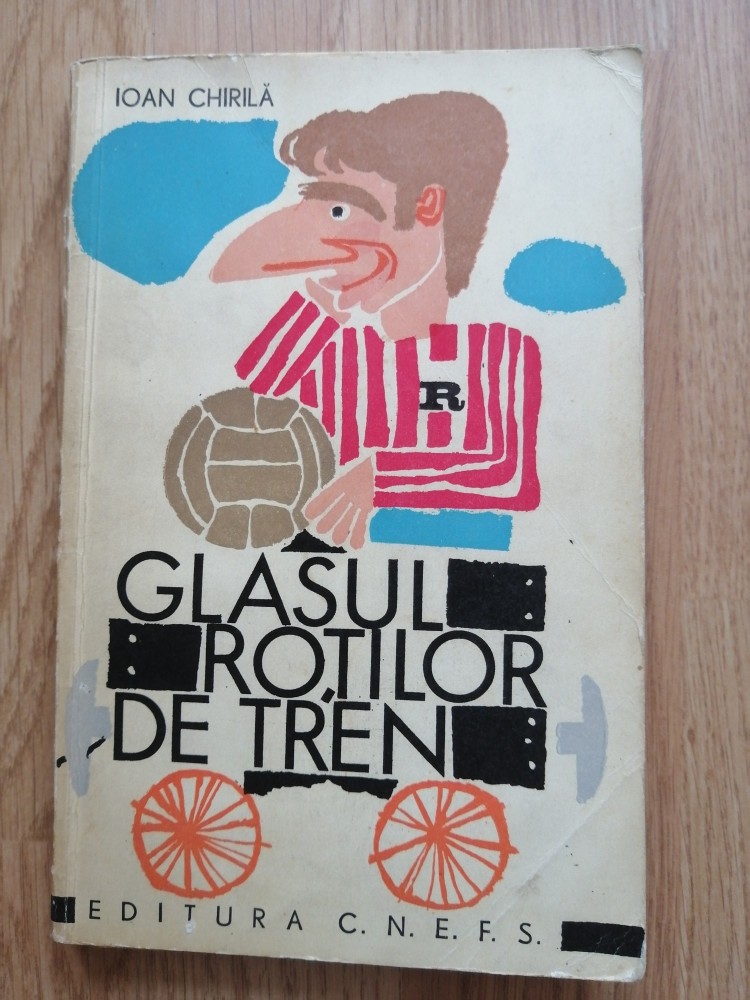 IOAN CHIRILĂ
R
GLASUL
ROȚILOR
DE TREN
EDITURA C. N. E. F. S.